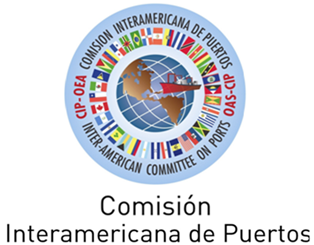 COMISION INTERAMERICANA DE PUERTOS
CIP-OEA
OAS-CIP
INTER-AMERICAN COMMITTEE ON PORTS
Comisión
Interamericana de Puertos